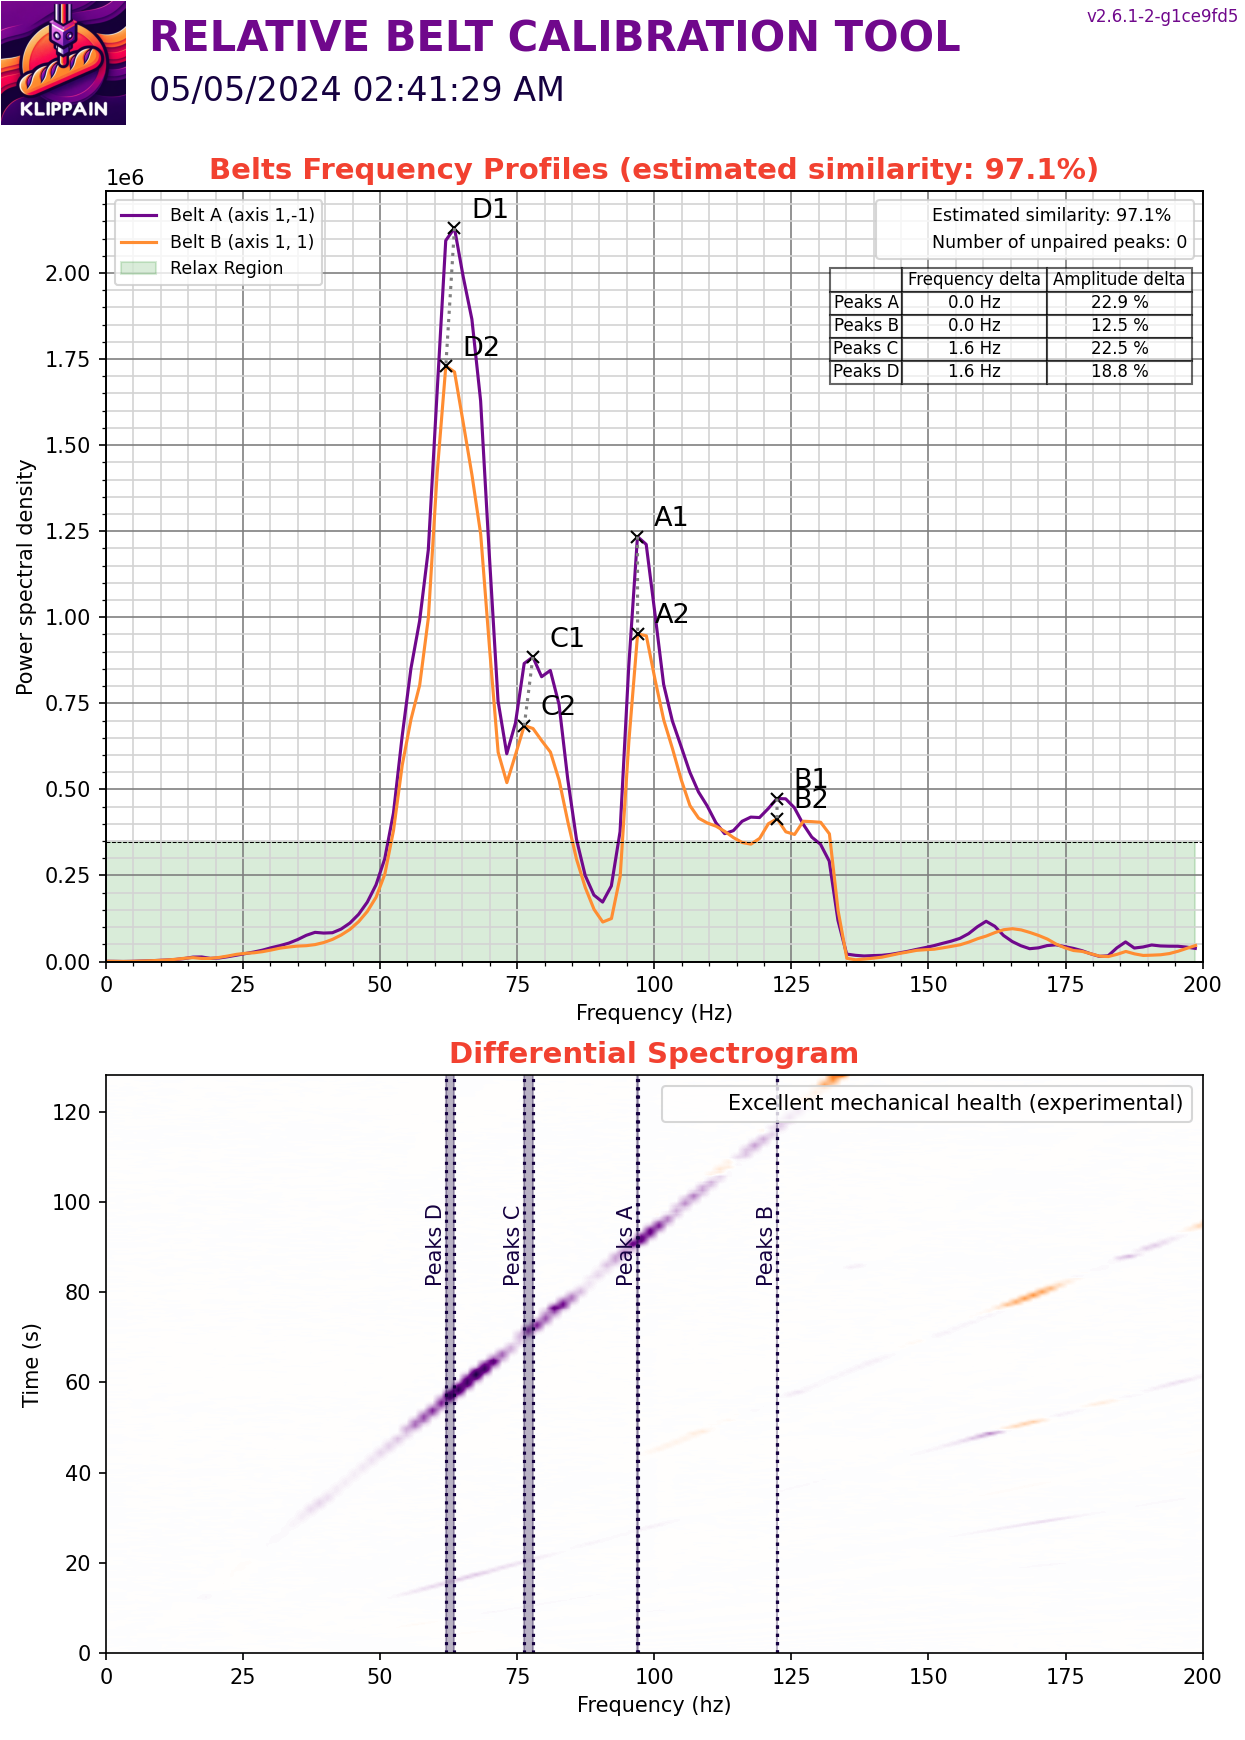 v2.6.1-2-g1ce9fd5
RELATIVE BELT CALIBRATION TOOL
05/05/2024 02:41:29 AM
KLIPPAIN
Belts Frequency Profiles (estimated similarity: 97.1%)
1e6
Belt A (axis 1,-1)
Belt B (axis 1, 1)
Relax Region
Estimated similarity: 97.1%
Number of unpaired peaks: 0
Frequency delta Amplitude delta
Peaks A 0.0 Hz 22.9 %
Peaks B 0.0 Hz 12.5 %
Peaks C 1.6 Hz 22.5 %
Peaks D 1.6 Hz 18.8 %
D1
D2
A1
A2
C1
C2
B1
B2
Power spectral density
2.00
1.75
1.50
1.25
1.00
0.75
0.50
0.25
0.00
0 25 50 75 100 125 150 175 200
Frequency (Hz)
Differential Spectrogram
Excellent mechanical health (experimental)
Peaks D
Peaks C
Peaks A
Peaks B
Time (s)
120
100
80
60
40
20
0
0 25 50 75 100 125 150 175 200
Frequency (hz)